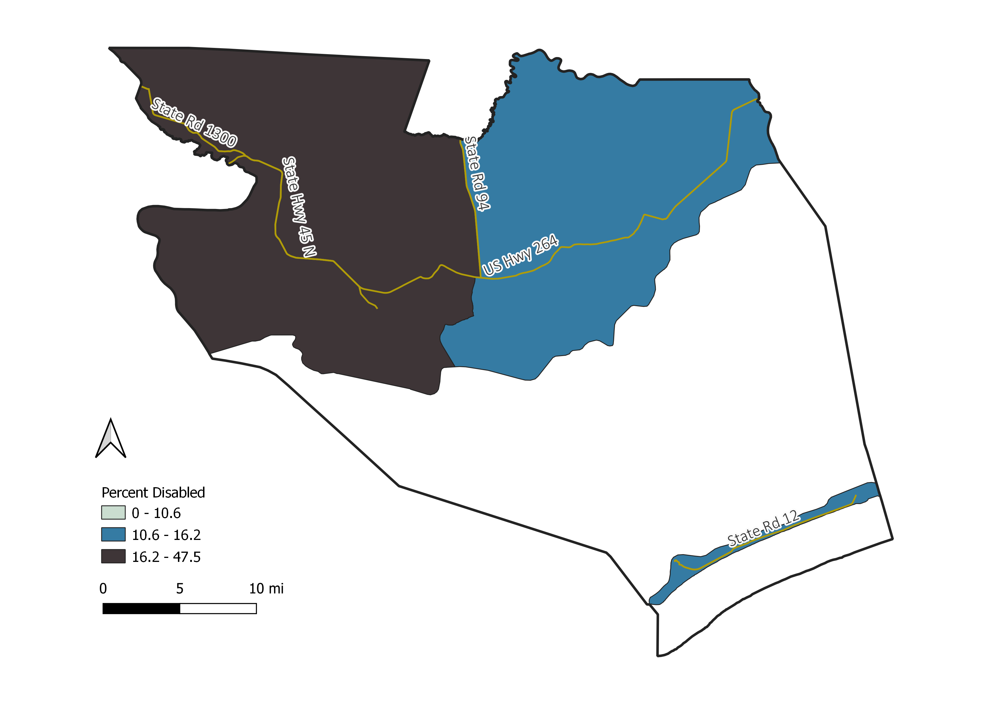 State Rd 1300
State Rd 94
State Hwy 45 N
US Hwy 264
State Rd 12
Percent Disabled
0 - 10.6
10.6 - 16.2
16.2 - 47.5
0 5 10 mi